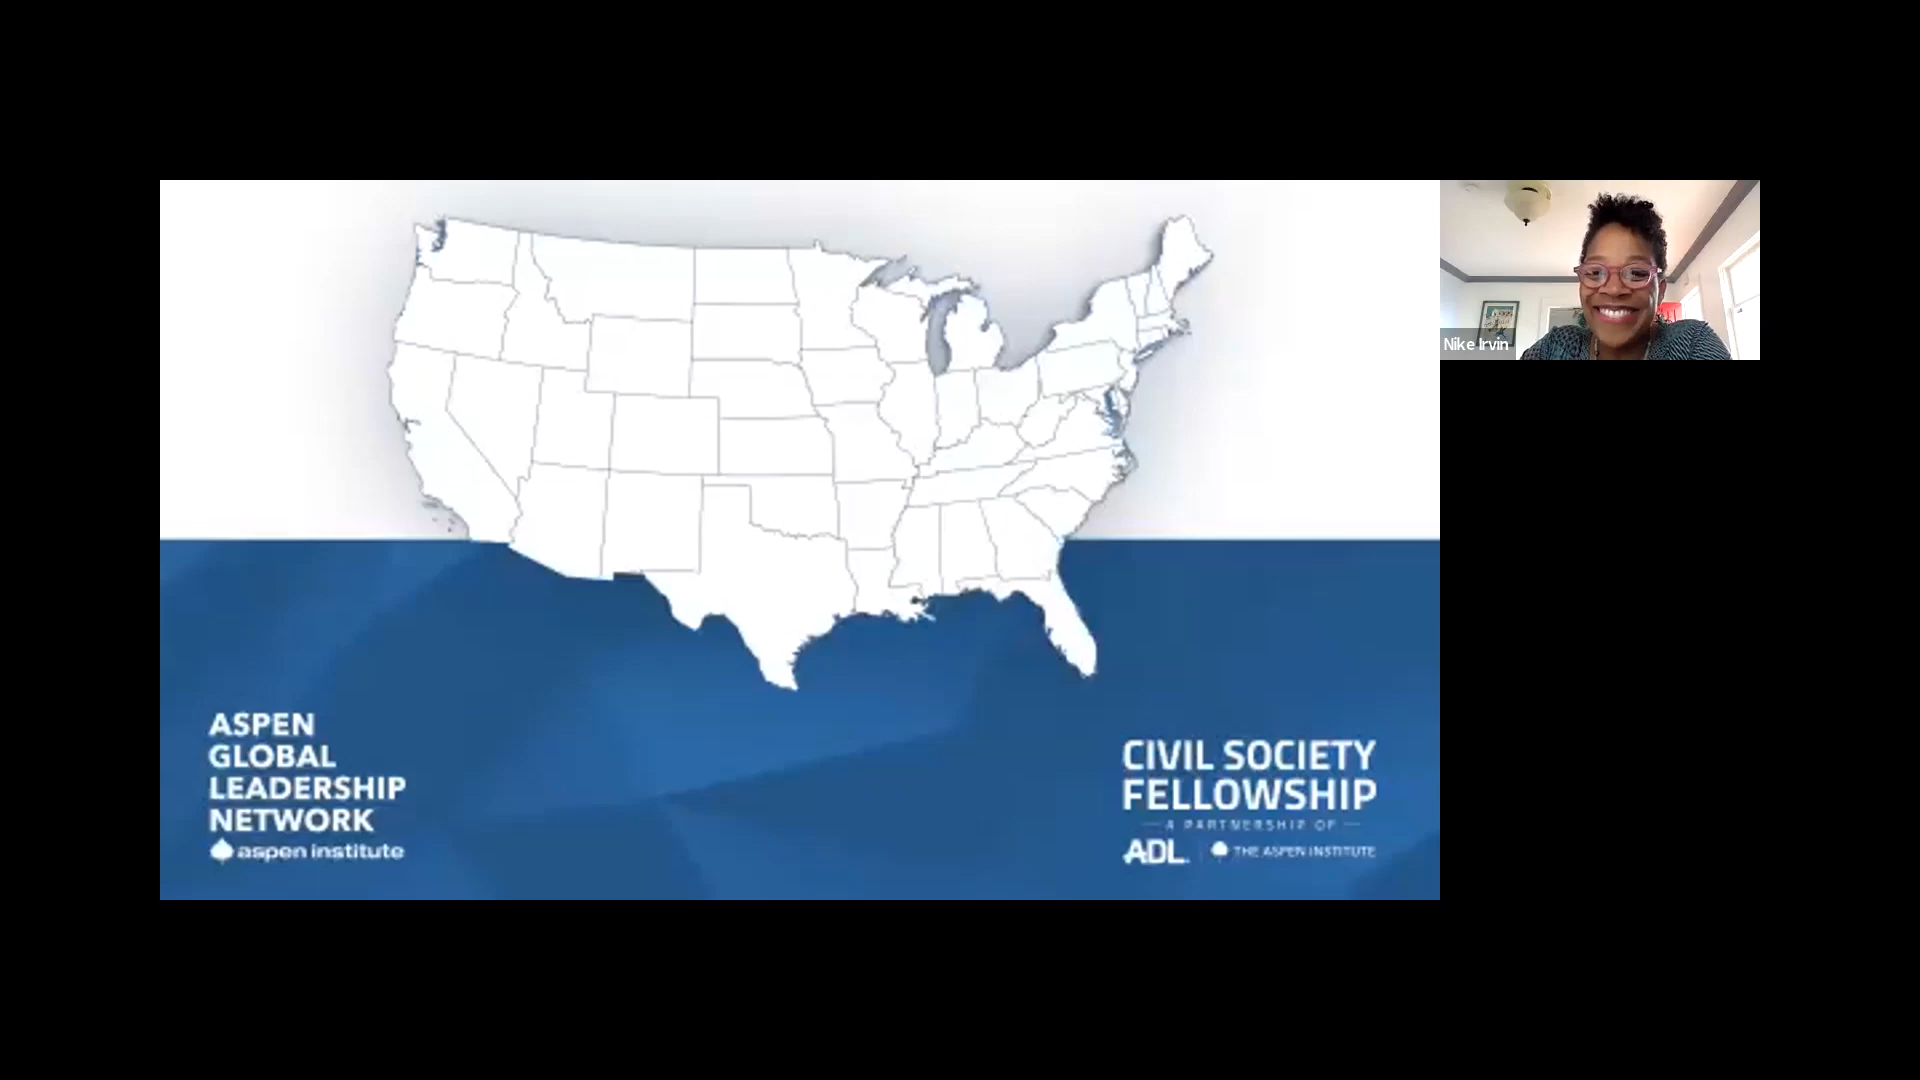 Nike Irvin
ASPEN
GLOBAL
LEADERSHIP
NETWORK
aspen institute
CIVIL SOCIETY
FELLOWSHIP
A PARTNERSHIP OF
ADL
THE ASPEN INSTITUTE